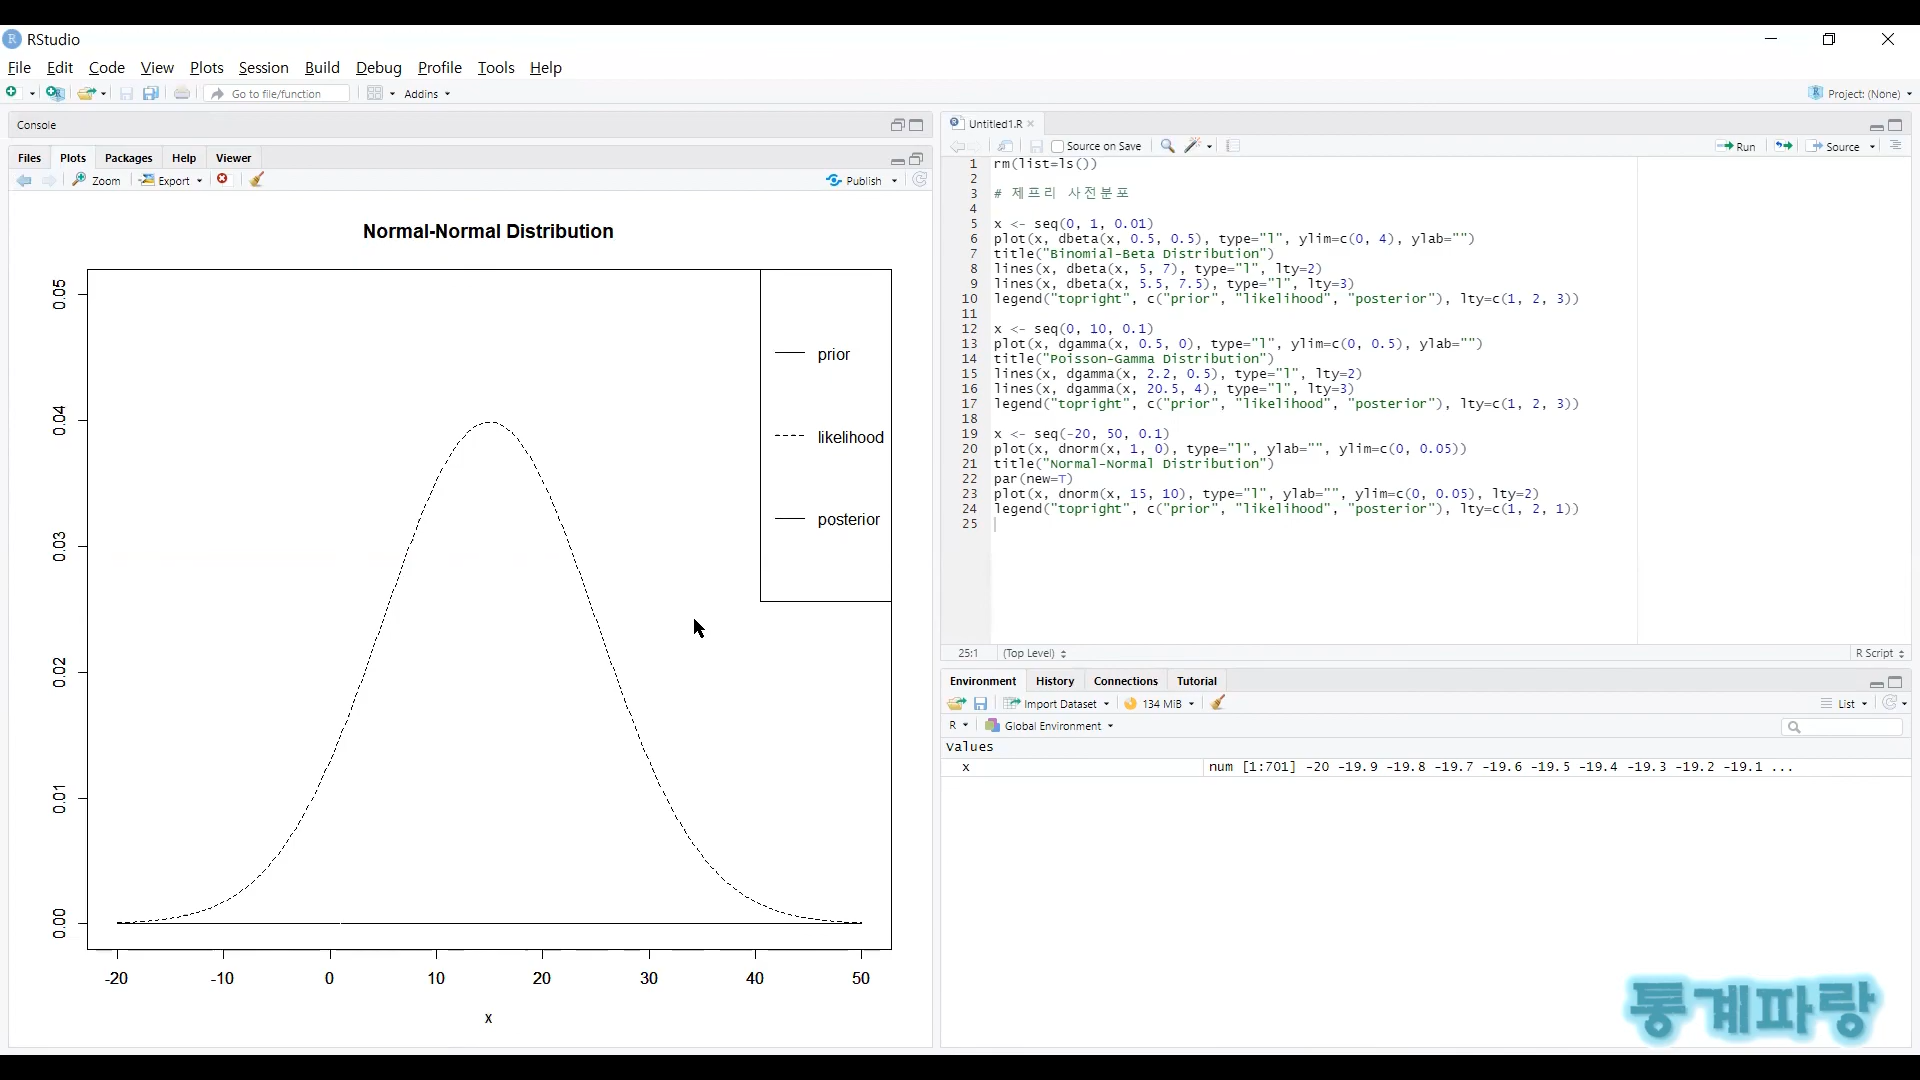 RStudio
File Edit Code View Plots Session Build Debug Profile Tools Help
Go to file/function Addins Project: (None)
Console
Files Plots Packages Help Viewer
Zoom Export Publish
Normal-Normal Distribution
0.05
0.04
0.03
0.02
0.01
0.00
prior
likelihood
posterior
-20 -10 0 10 20 30 40 50
x
Untitled1.R
Source on Save Run Source
1 rm(list=ls())
2
3 # 제프리 사전분포
4
5 x <- seq(0, 1, 0.01)
6 plot(x, dbeta(x, 0.5, 0.5), type="l", ylim=c(0, 4), ylab="")
7 title("Binomial-Beta Distribution")
8 lines(x, dbeta(x, 5, 7), type="l", lty=2)
9 lines(x, dbeta(x, 5.5, 7.5), type="l", lty=3)
10 legend("topright", c("prior", "likelihood", "posterior"), lty=c(1, 2, 3))
11
12 x <- seq(0, 10, 0.1)
13 plot(x, dgamma(x, 0.5, 0), type="l", ylim=c(0, 0.5), ylab="")
14 title("Poisson-Gamma Distribution")
15 lines(x, dgamma(x, 2.2, 0.5), type="l", lty=2)
16 lines(x, dgamma(x, 20.5, 4), type="l", lty=3)
17 legend("topright", c("prior", "likelihood", "posterior"), lty=c(1, 2, 3))
18
19 x <- seq(-20, 50, 0.1)
20 plot(x, dnorm(x, 1, 0), type="l", ylab="", ylim=c(0, 0.05))
21 title("Normal-Normal Distribution")
22 par(new=T)
23 plot(x, dnorm(x, 15, 10), type="l", ylab="", ylim=c(0, 0.05), lty=2)
24 legend("topright", c("prior", "likelihood", "posterior"), lty=c(1, 2, 1))
25
25:1 (Top Level) R Script
Environment History Connections Tutorial
Import Dataset 134 MiB List
R Global Environment
Values
x num [1:701] -20 -19.9 -19.8 -19.7 -19.6 -19.5 -19.4 -19.3 -19.2 -19.1 ...
통계파랑